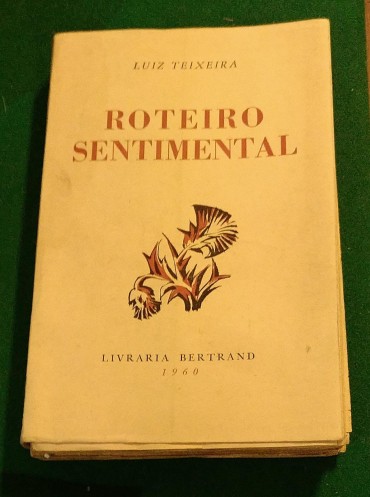 LUIZ TEIXEIRA
ROTEIRO
SENTIMENTAL
LIVRARIA BERTRAND
1960